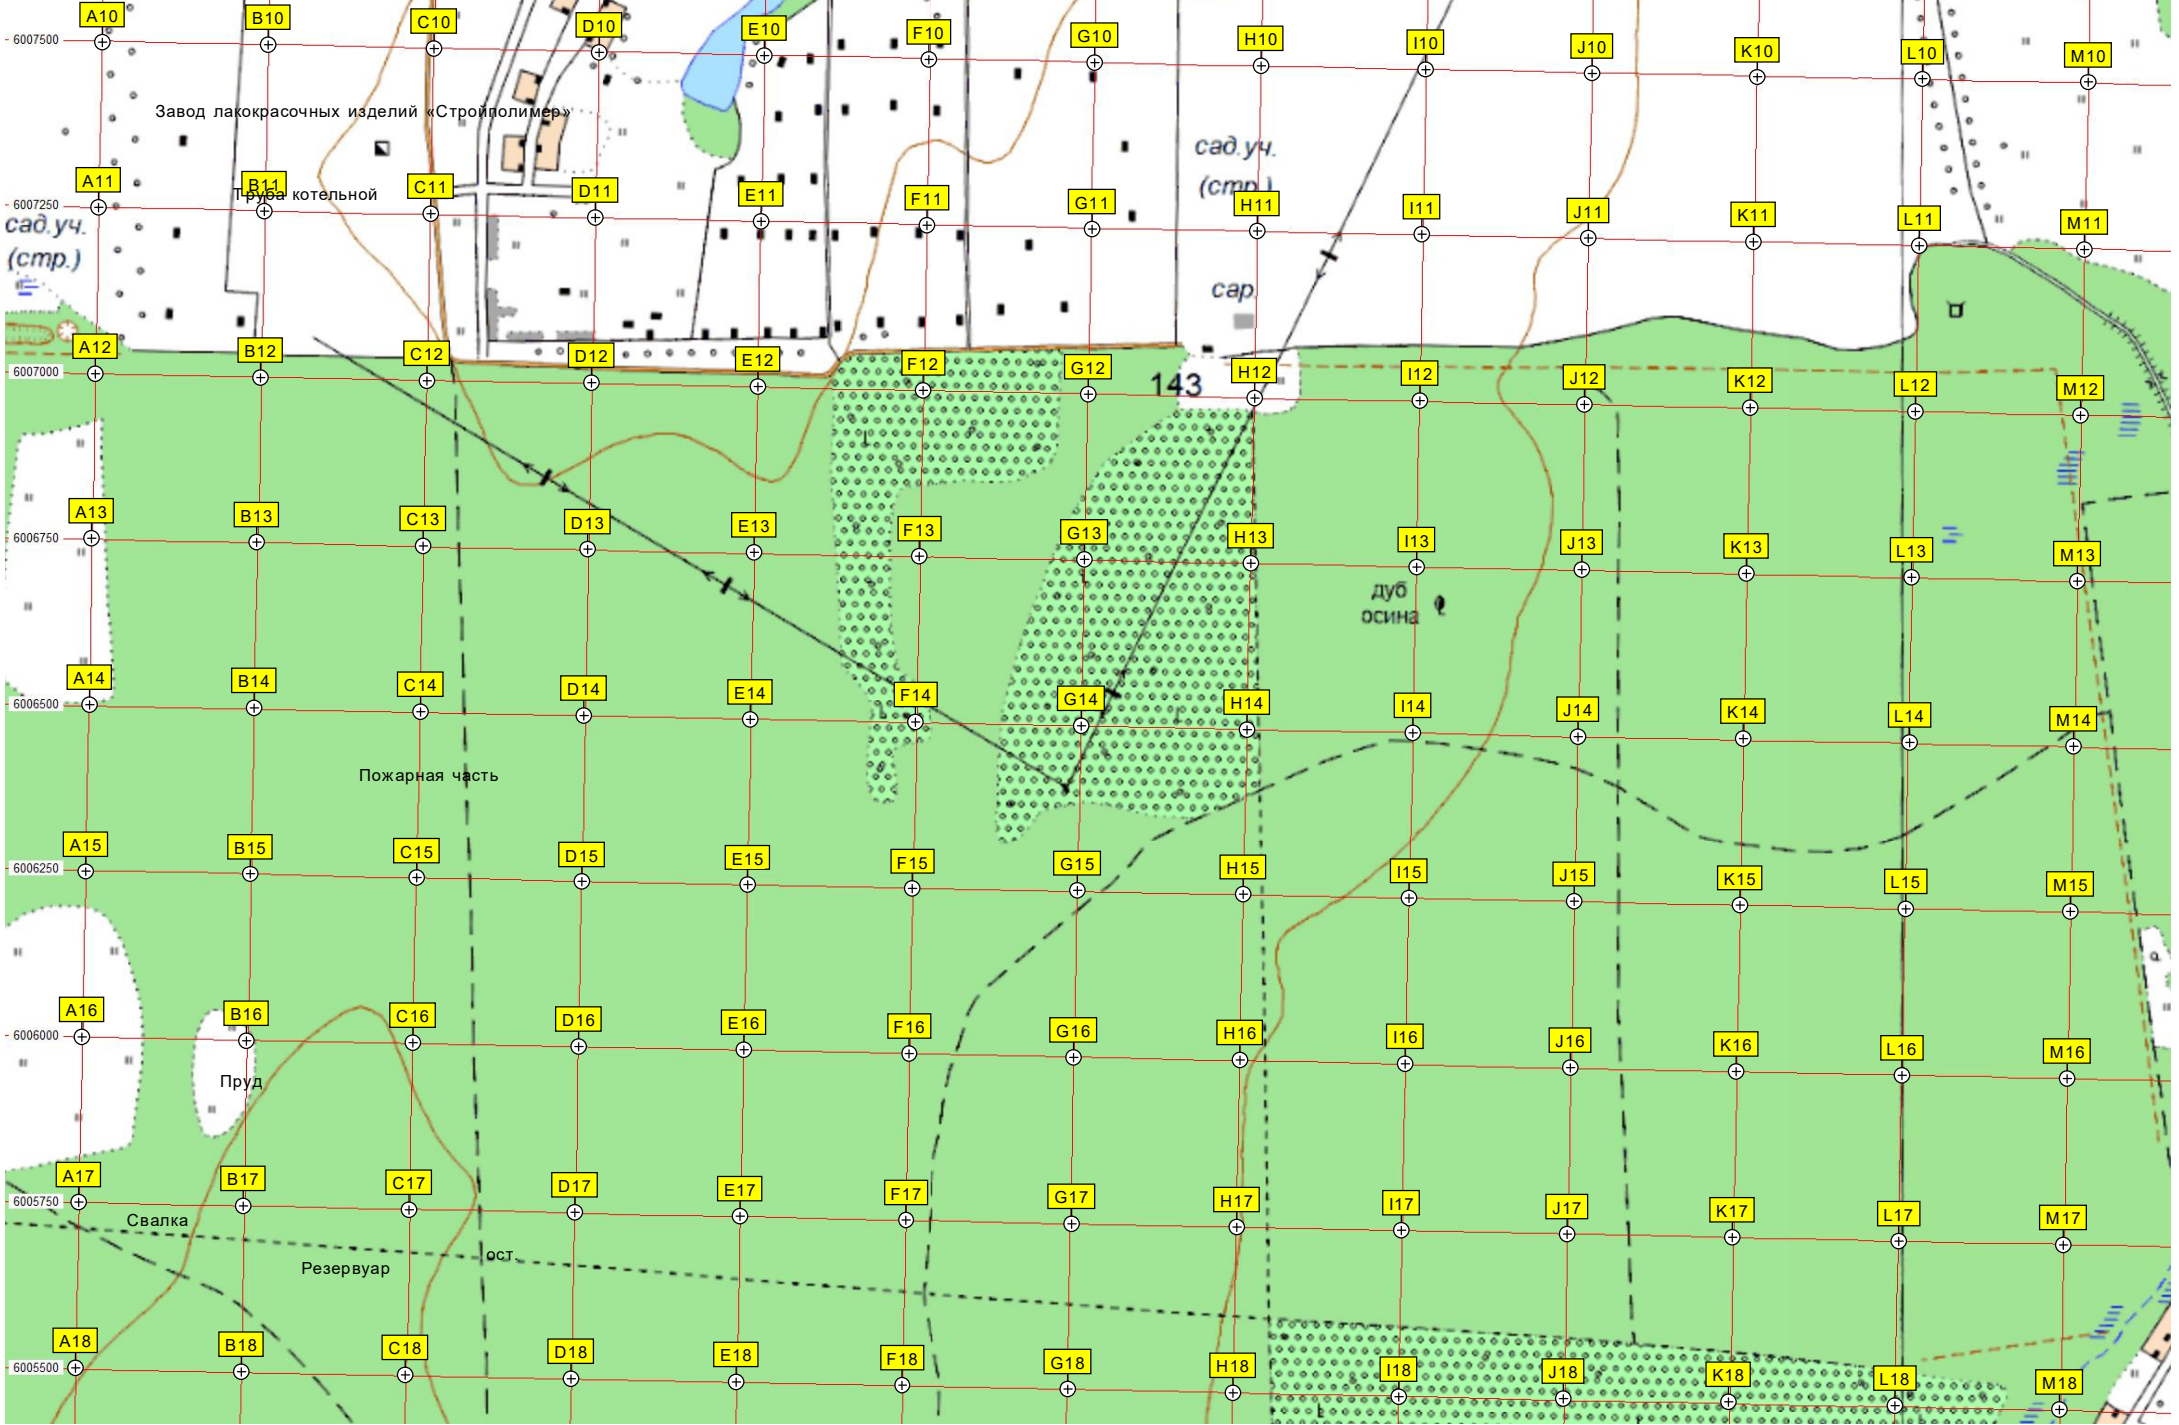 A10 B10 C10 D10 E10 F10 G10 H10 I10 J10 K10 L10 M10
6007500
Завод лакокрасочных изделий «Стройполимер»
сад.уч.
(стр.)
A11 B11 C11 D11 E11 F11 G11 H11 I11 J11 K11 L11 M11
Труба котельной
6007250
сад.уч.
(стр.)
сар.
A12 B12 C12 D12 E12 F12 G12 H12 I12 J12 K12 L12 M12
6007000
143
A13 B13 C13 D13 E13 F13 G13 H13 I13 J13 K13 L13 M13
6006750
дуб
осина
A14 B14 C14 D14 E14 F14 G14 H14 I14 J14 K14 L14 M14
6006500
Пожарная часть
A15 B15 C15 D15 E15 F15 G15 H15 I15 J15 K15 L15 M15
6006250
A16 B16 C16 D16 E16 F16 G16 H16 I16 J16 K16 L16 M16
6006000
Пруд
A17 B17 C17 D17 E17 F17 G17 H17 I17 J17 K17 L17 M17
6005750
Свалка
ост.
Резервуар
A18 B18 C18 D18 E18 F18 G18 H18 I18 J18 K18 L18 M18
6005500